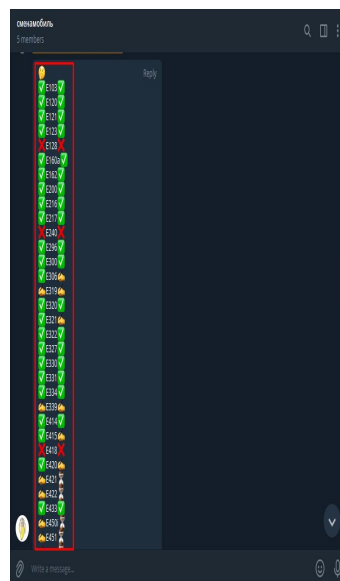 сменамобиль
5 members
Reply
✅E103✅
✅E120✅
✅E121✅
✅E123✅
❌E128❌
✅E160a✅
✅E162✅
✅E200✅
✅E216✅
✅E217✅
❌E240❌
✅E296✅
✅E300✅
✅E306✍
✍E319✍
✅E320✅
✅E321✍
✅E322✅
✅E327✅
✅E330✅
✅E331✅
✅E334✅
✍E339✍
✅E414✅
✅E415✍
❌E418❌
✅E420✍
✍E421⏳
✍E422⏳
✅E433✅
✍E450i⏳
✍E451⏳
Write a message...